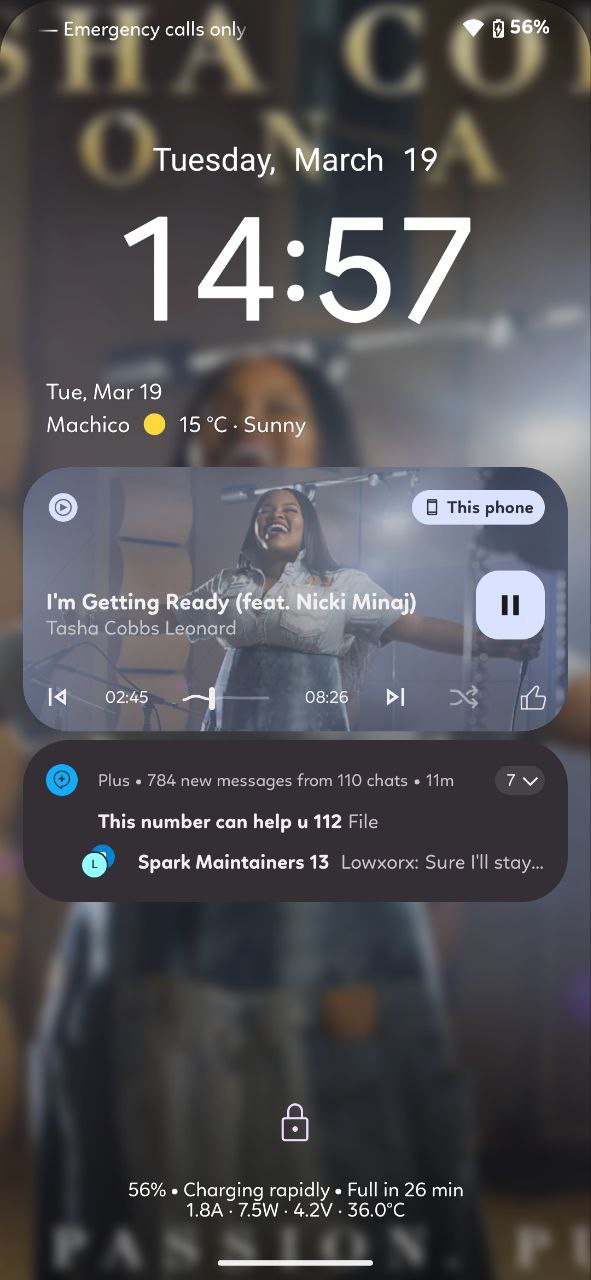 Emergency calls only
56%
SHA CO
O N A
Tuesday, March 19
14:57
Tue, Mar 19
Machico 15 °C · Sunny
This phone
I'm Getting Ready (feat. Nicki Minaj)
Tasha Cobbs Leonard
02:45 08:26
Plus • 784 new messages from 110 chats • 11m 7
This number can help u 112 File
L Spark Maintainers 13 Lowxorx: Sure I'll stay...
56% • Charging rapidly • Full in 26 min
1.8A · 7.5W · 4.2V · 36.0°C
PASSION. PU